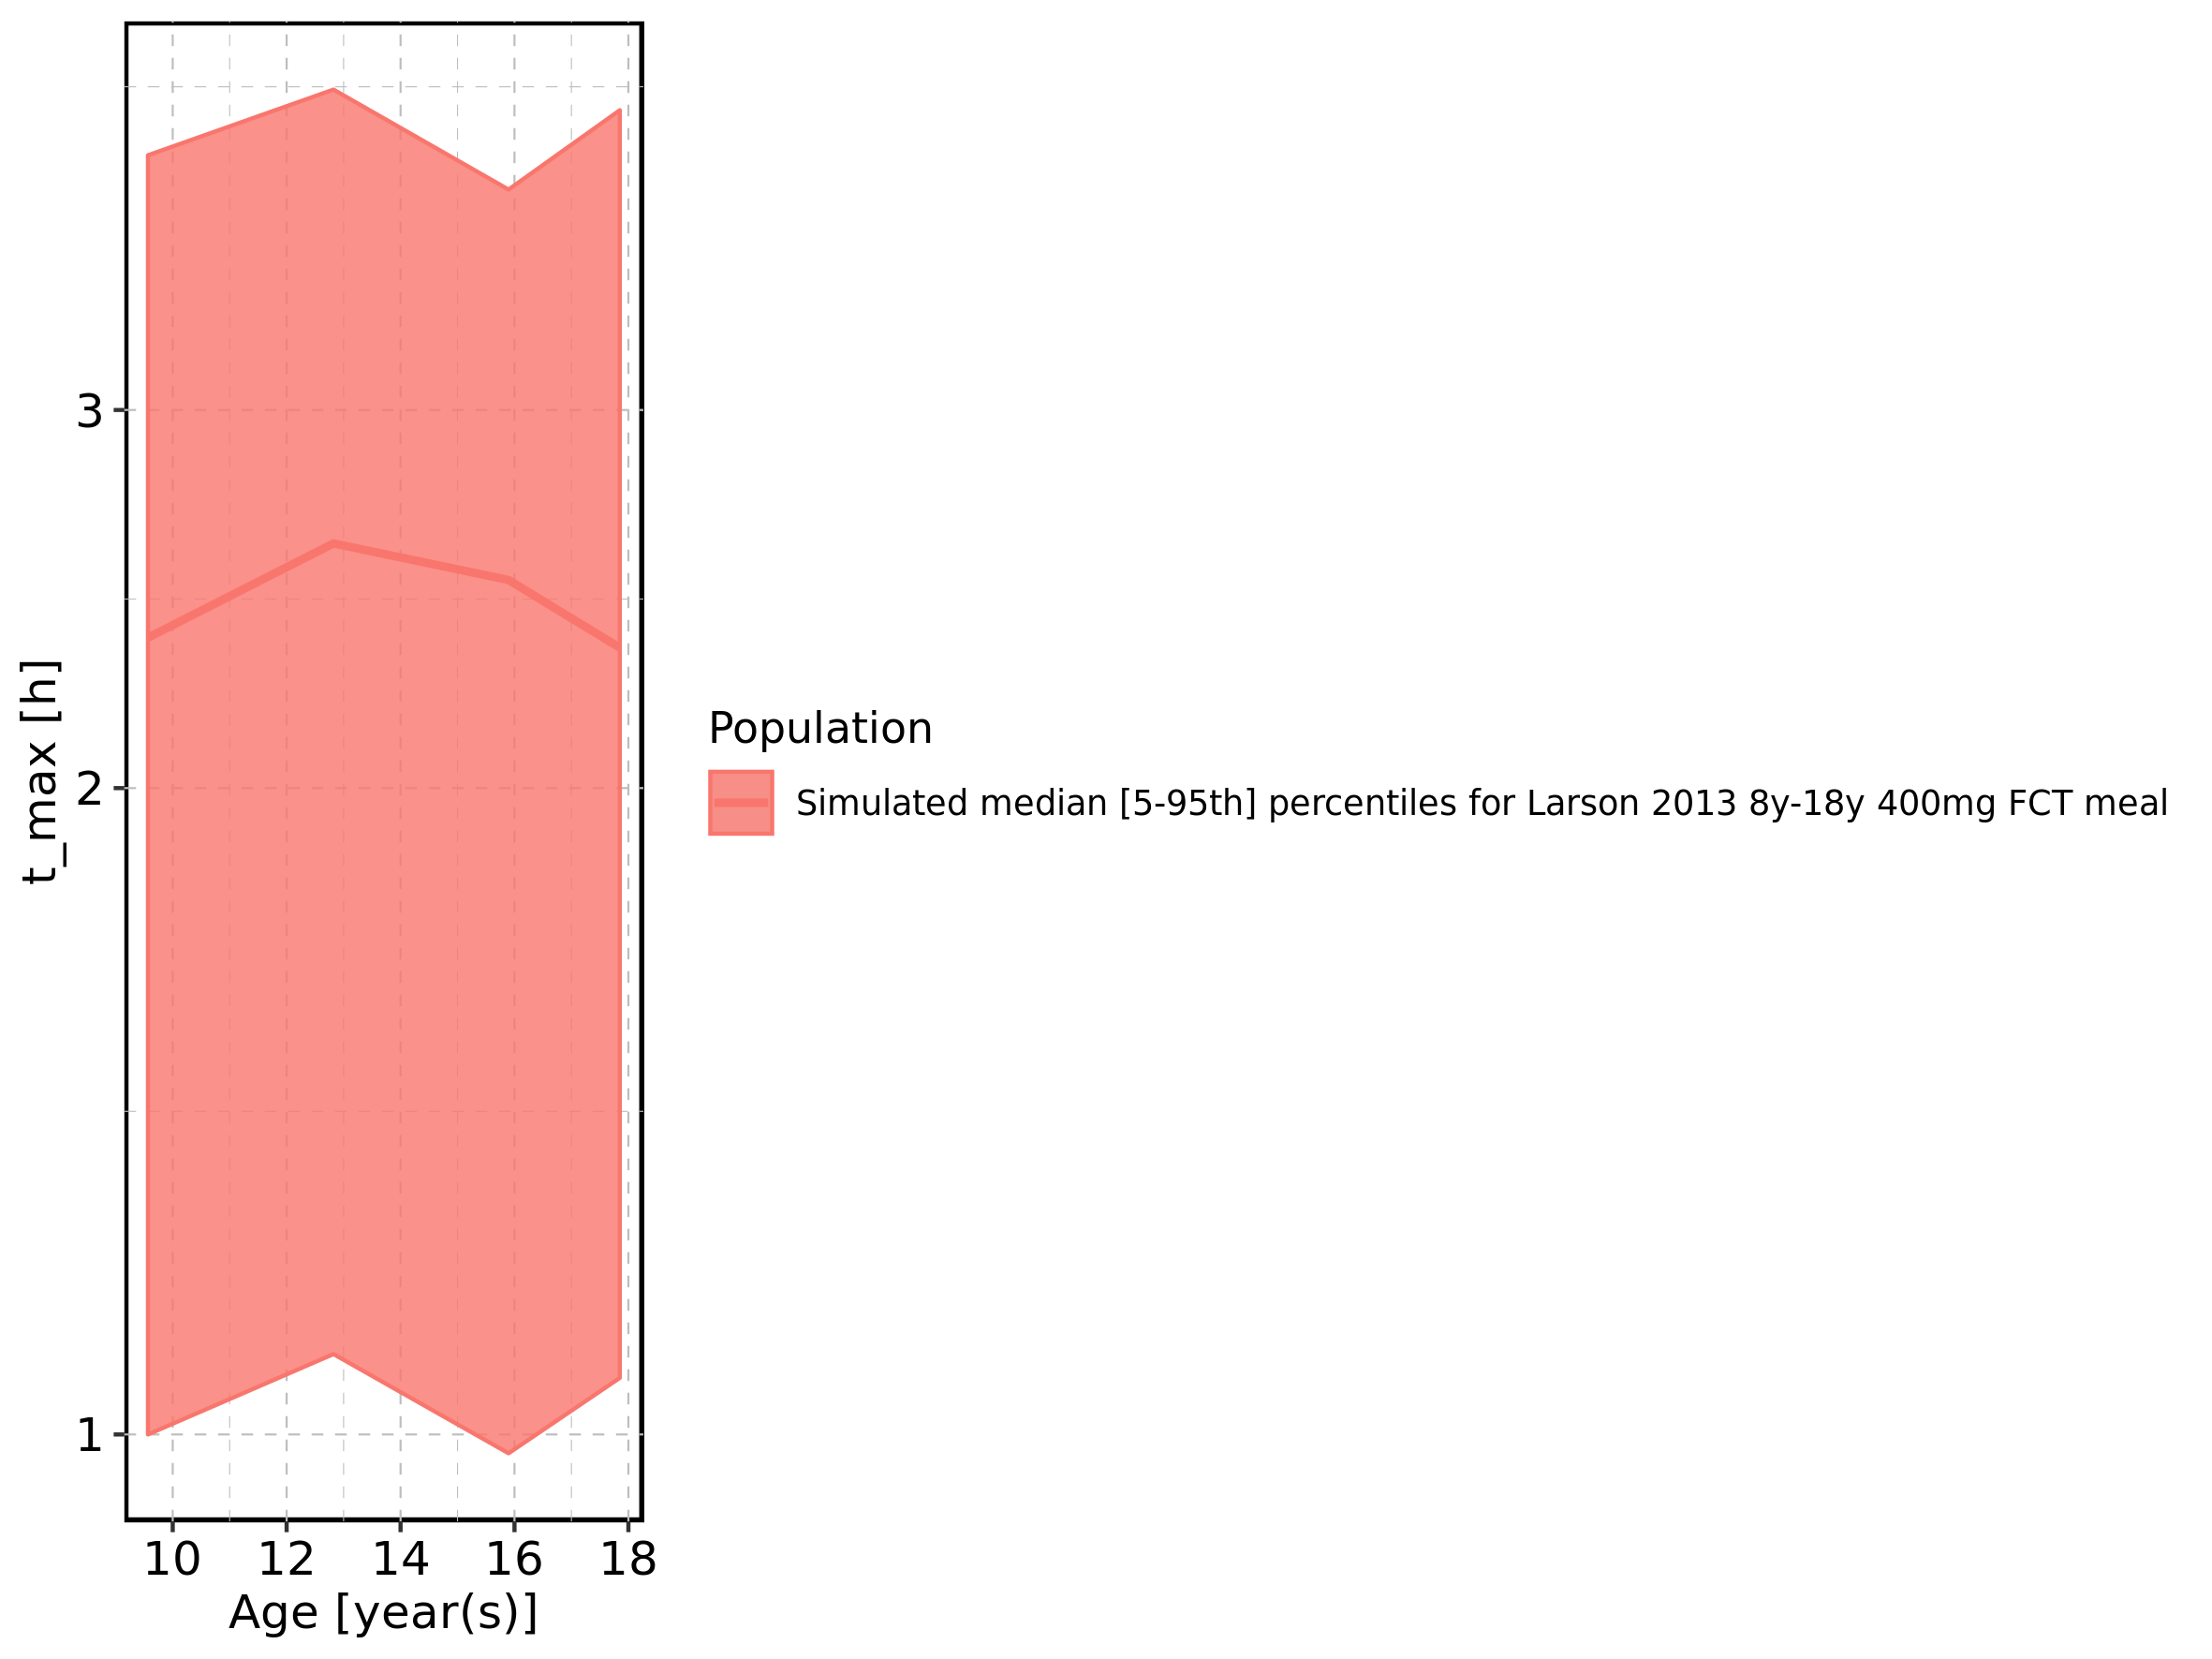 3
2
1
t_max [h]
10 12 14 16 18
Age [year(s)]
Population
Simulated median [5-95th] percentiles for Larson 2013 8y-18y 400mg FCT meal